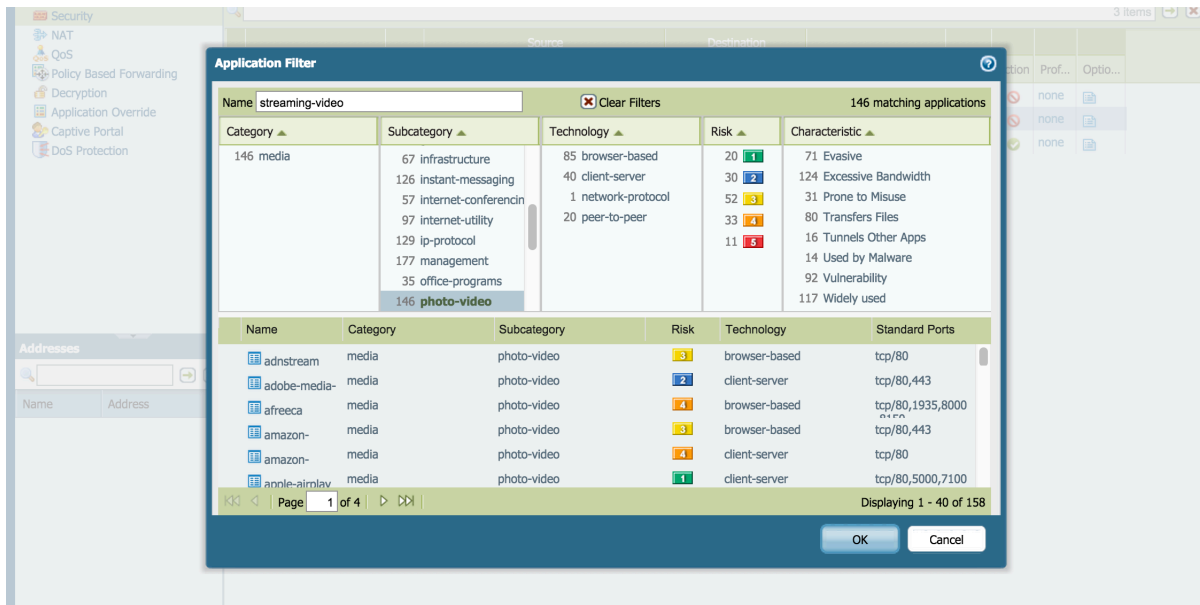 Security
3 items
NAT
QoS
Policy Based Forwarding
Decryption
Application Override
Captive Portal
DoS Protection
Source
Destination
Prof...
Optio...
none
none
none
Addresses
Name
Address
Application Filter
Name streaming-video
Clear Filters
146 matching applications
Category
Subcategory
Technology
Risk
Characteristic
146 media
67 infrastructure
126 instant-messaging
57 internet-conferencin
97 internet-utility
129 ip-protocol
177 management
35 office-programs
146 photo-video
85 browser-based
40 client-server
1 network-protocol
20 peer-to-peer
20 1
30 2
52 3
33 4
11 5
71 Evasive
124 Excessive Bandwidth
31 Prone to Misuse
80 Transfers Files
16 Tunnels Other Apps
14 Used by Malware
92 Vulnerability
117 Widely used
Name Category Subcategory Risk Technology Standard Ports
adnstream media photo-video 3 browser-based tcp/80
adobe-media- media photo-video 2 client-server tcp/80,443
afreeca media photo-video 4 browser-based tcp/80,1935,8000
amazon- media photo-video 3 browser-based tcp/80,443
amazon- media photo-video 4 client-server tcp/80
apple-airplay media photo-video 1 client-server tcp/80,5000,7100
Page 1 of 4
Displaying 1 - 40 of 158
OK
Cancel